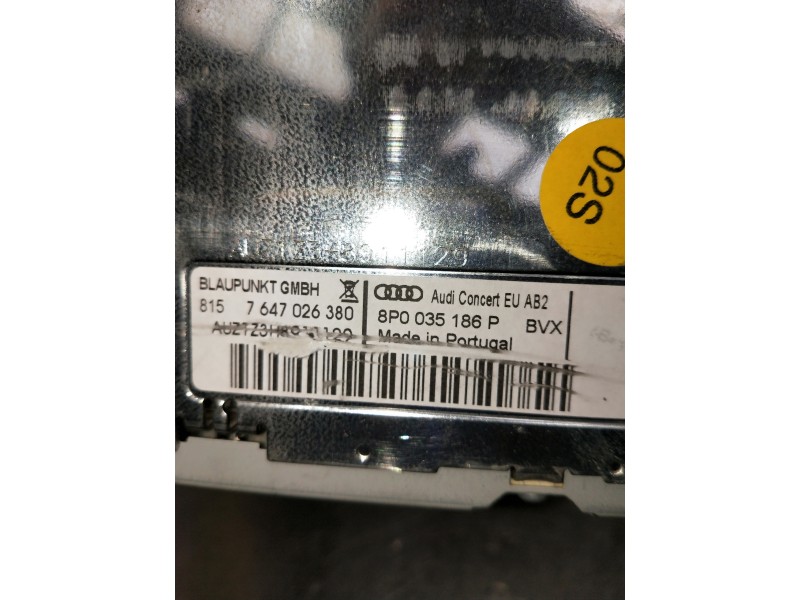 02S
BLAUPUNKT GMBH
Audi Concert EU AB2
815 7 647 026 380
8P0 035 186 P BVX
Made in Portugal